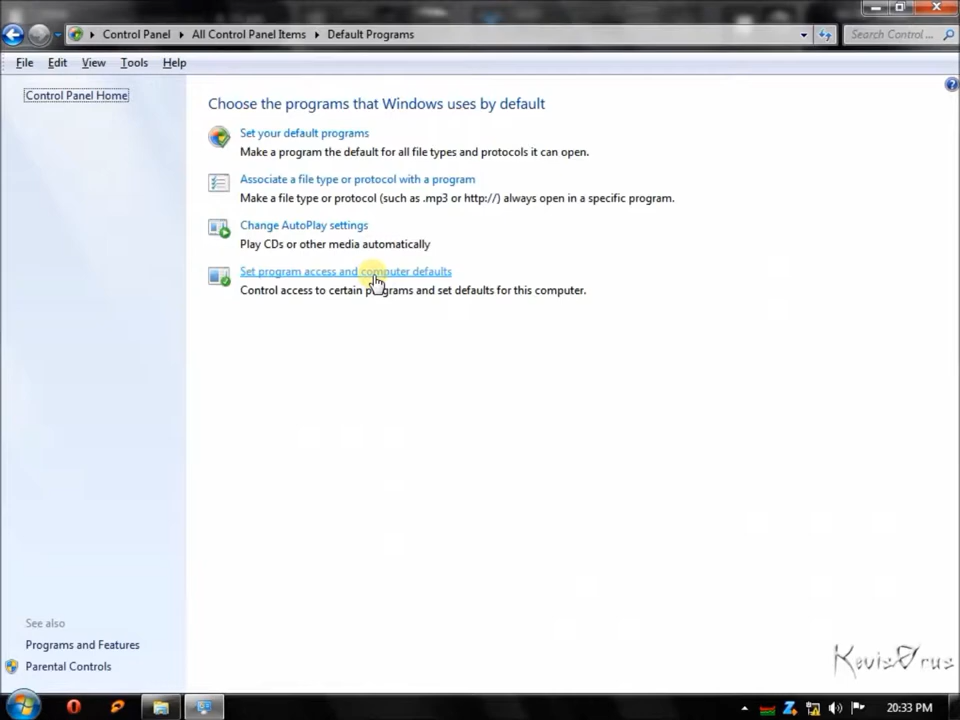 Control Panel All Control Panel Items Default Programs Search Control ...
File Edit View Tools Help
Control Panel Home
Choose the programs that Windows uses by default
Set your default programs
Make a program the default for all file types and protocols it can open.
Associate a file type or protocol with a program
Make a file type or protocol (such as .mp3 or http://) always open in a specific program.
Change AutoPlay settings
Play CDs or other media automatically
Set program access and computer defaults
Control access to certain programs and set defaults for this computer.
See also
Programs and Features
Parental Controls
20:33 PM